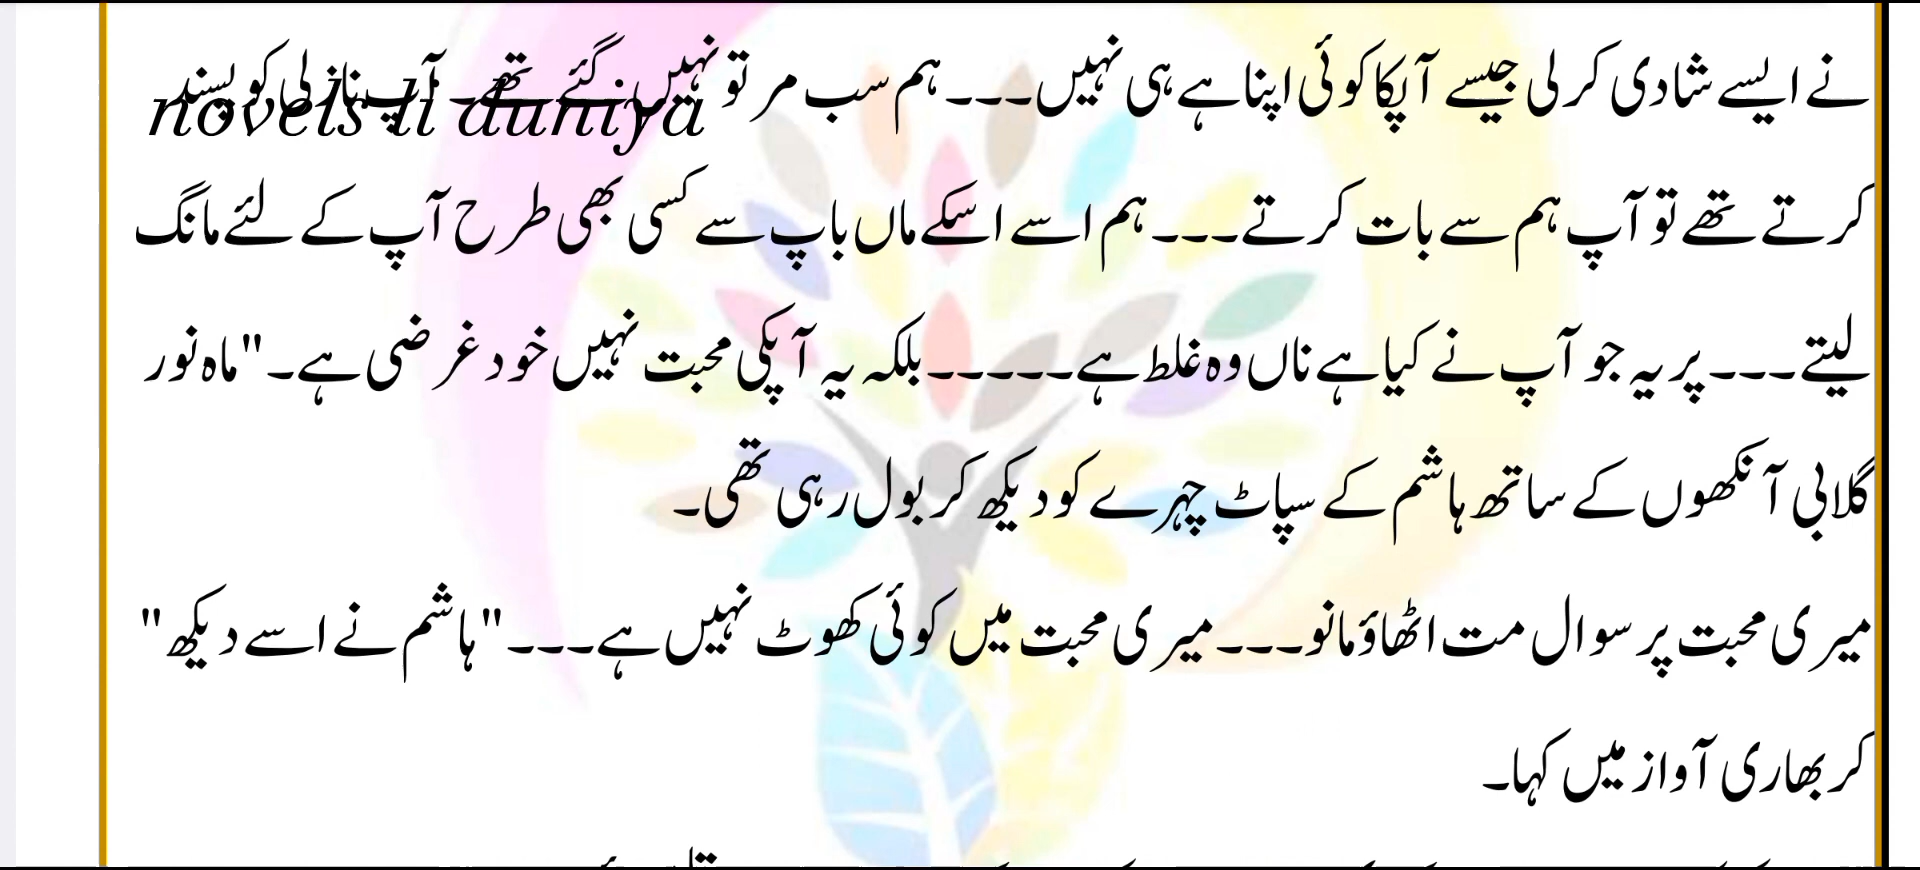 نے ایسے شادی کر لی جیسے آپکا کوئی اپنا ہے ہی نہیں۔۔۔ ہم سب مر تو نہیں گئے تھے۔ آپ نازلی کو پسند
novels ki duniya
کرتے تھے تو آپ ہم سے بات کرتے۔۔۔ ہم اسے اسکے ماں باپ سے کسی بھی طرح آپ کے لئے مانگ
لیتے۔۔۔ پر یہ جو آپ نے کیا ہے ناں وہ غلط ہے۔۔۔۔۔ بلکہ یہ آپکی محبت نہیں خود غرضی ہے۔" ماہ نور
گلابی آنکھوں کے ساتھ ہاشم کے سپاٹ چہرے کو دیکھ کر بول رہی تھی۔
میری محبت پر سوال مت اٹھاؤ مانو۔۔۔ میری محبت میں کوئی کھوٹ نہیں ہے۔۔۔" ہاشم نے اسے دیکھ"
کر بھاری آواز میں کہا۔